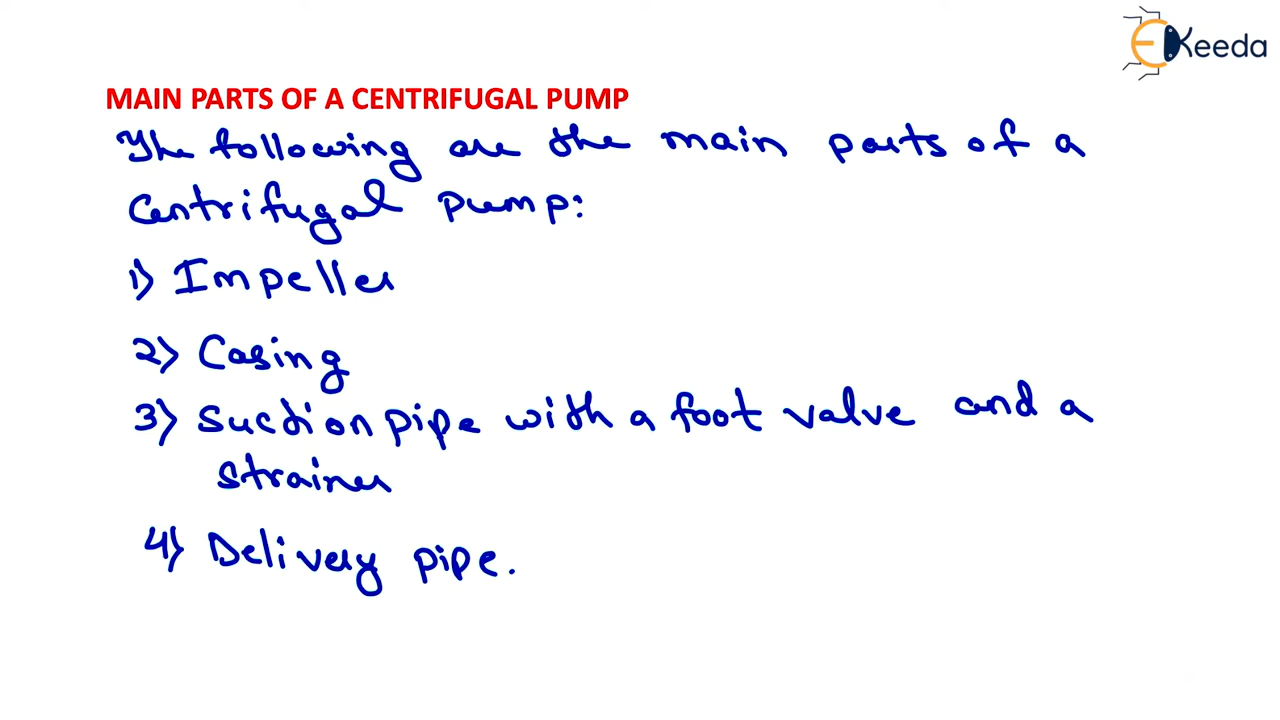 EKeeda
MAIN PARTS OF A CENTRIFUGAL PUMP
The following are the main parts of a
Centrifugal pump:
1) Impeller
2) Casing
3) Suction pipe with a foot valve and a
strainer
4) Delivery pipe.